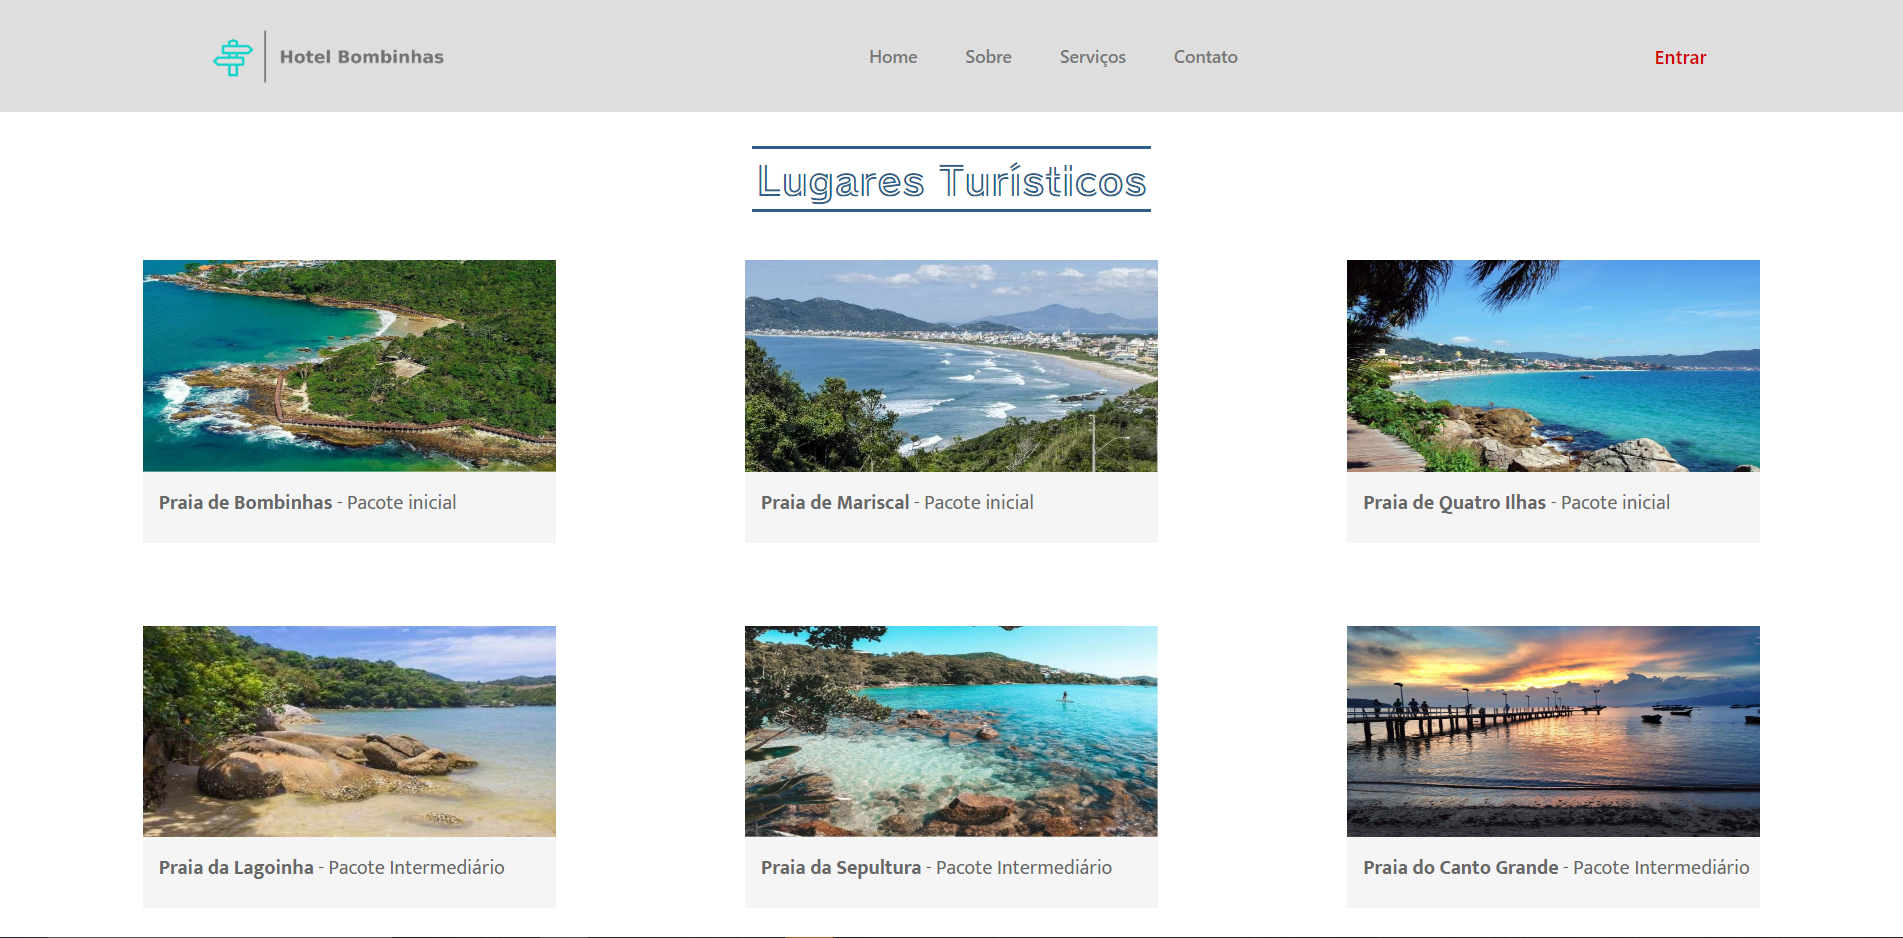 Hotel Bombinhas
Home Sobre Serviços Contato
Entrar
Lugares Turísticos
Praia de Bombinhas - Pacote inicial
Praia de Mariscal - Pacote inicial
Praia de Quatro Ilhas - Pacote inicial
Praia da Lagoinha - Pacote Intermediário
Praia da Sepultura - Pacote Intermediário
Praia do Canto Grande - Pacote Intermediário